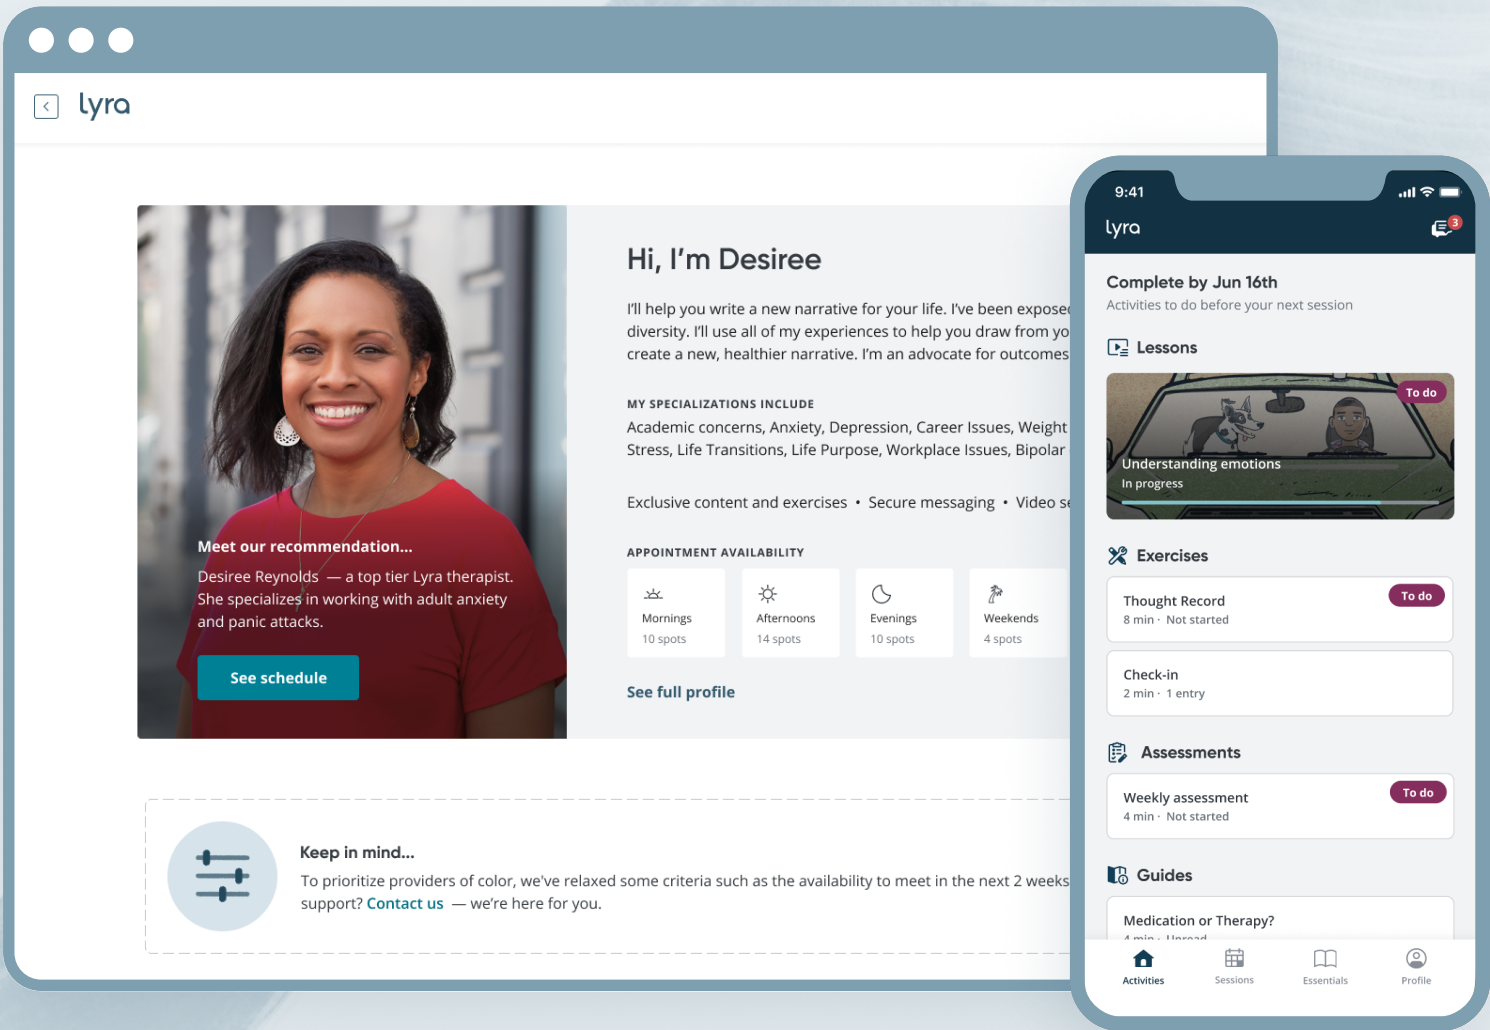 lyra
Hi, I'm Desiree
I'll help you write a new narrative for your life. I've been exposed
diversity. I'll use all of my experiences to help you draw from yo
create a new, healthier narrative. I'm an advocate for outcomes
MY SPECIALIZATIONS INCLUDE
Academic concerns, Anxiety, Depression, Career Issues, Weight
Stress, Life Transitions, Life Purpose, Workplace Issues, Bipolar
Exclusive content and exercises • Secure messaging • Video se
APPOINTMENT AVAILABILITY
Mornings
10 spots
Afternoons
14 spots
Evenings
10 spots
Weekends
4 spots
See full profile
Meet our recommendation...
Desiree Reynolds — a top tier Lyra therapist.
She specializes in working with adult anxiety
and panic attacks.
See schedule
Keep in mind...
To prioritize providers of color, we've relaxed some criteria such as the availability to meet in the next 2 weeks
support? Contact us — we're here for you.
9:41
lyra
3
Complete by Jun 16th
Activities to do before your next session
Lessons
To do
Understanding emotions
In progress
Exercises
Thought Record
To do
8 min · Not started
Check-in
2 min · 1 entry
Assessments
Weekly assessment
To do
4 min · Not started
Guides
Medication or Therapy?
4 min · Unread
Activities
Sessions
Essentials
Profile